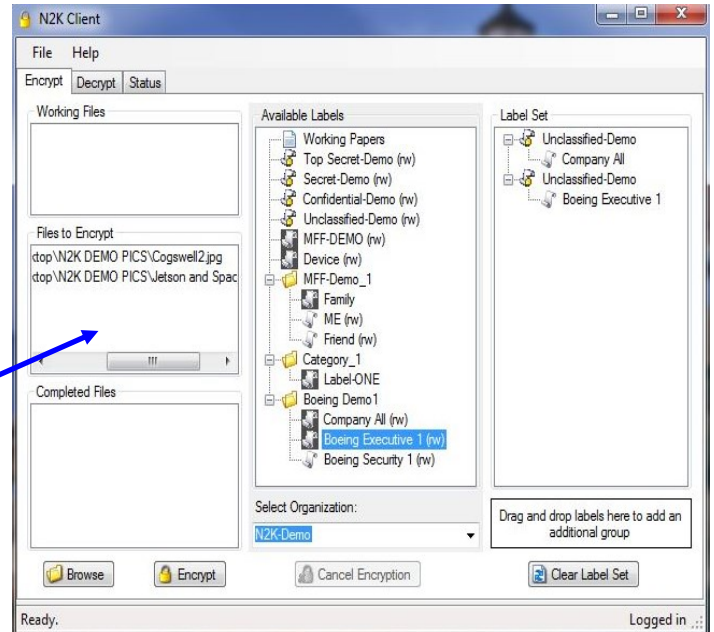 N2K Client
File Help
Encrypt Decrypt Status
Working Files
Files to Encrypt
ktop\N2K DEMO PICS\Cogswell2.jpg
ktop\N2K DEMO PICS\Jetson and Spac
Completed Files
Browse
Encrypt
Available Labels
Working Papers
Top Secret-Demo (rw)
Secret-Demo (rw)
Confidential-Demo (rw)
Unclassified-Demo (rw)
MFF-DEMO (rw)
Device (rw)
MFF-Demo_1
Family
ME (rw)
Friend (rw)
Category_1
Label-ONE
Boeing Demo1
Company All (rw)
Boeing Executive 1 (rw)
Boeing Security 1 (rw)
Select Organization:
N2K-Demo
Cancel Encryption
Label Set
Unclassified-Demo
Company All
Unclassified-Demo
Boeing Executive 1
Drag and drop labels here to add an
additional group
Clear Label Set
Ready.
Logged in